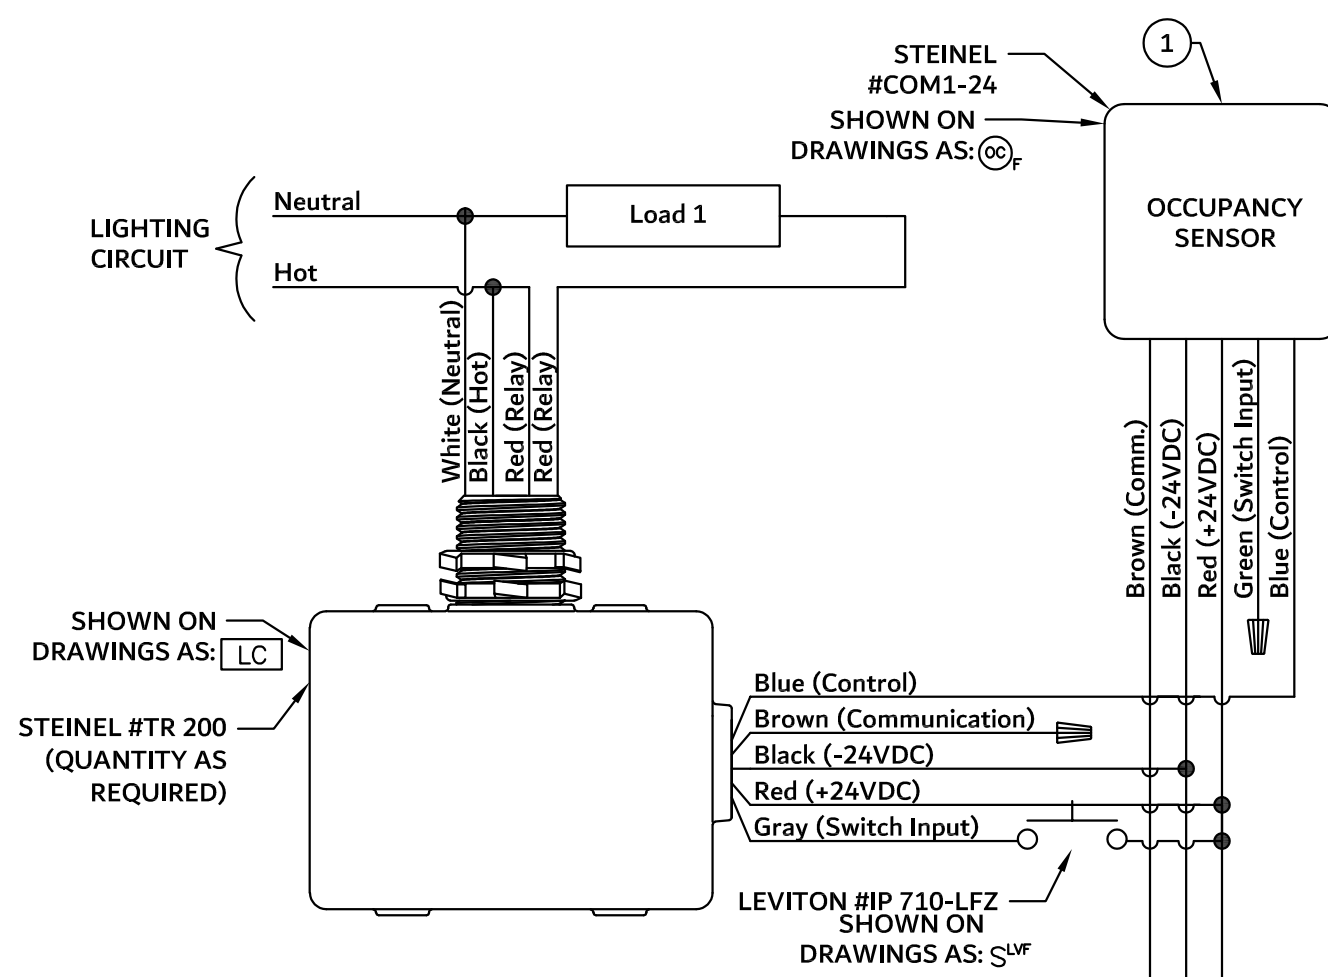 STEINEL
#COM1-24
1
SHOWN ON
DRAWINGS AS: OC F
OCCUPANCY
SENSOR
LIGHTING
CIRCUIT
Neutral
Load 1
Hot
White (Neutral)
Black (Hot)
Red (Relay)
Red (Relay)
Brown (Comm.)
Black (-24VDC)
Red (+24VDC)
Green (Switch Input)
Blue (Control)
SHOWN ON
DRAWINGS AS: LC
STEINEL #TR 200
(QUANTITY AS
REQUIRED)
Blue (Control)
Brown (Communication)
Black (-24VDC)
Red (+24VDC)
Gray (Switch Input)
LEVITON #IP 710-LFZ
SHOWN ON
DRAWINGS AS: SLVF